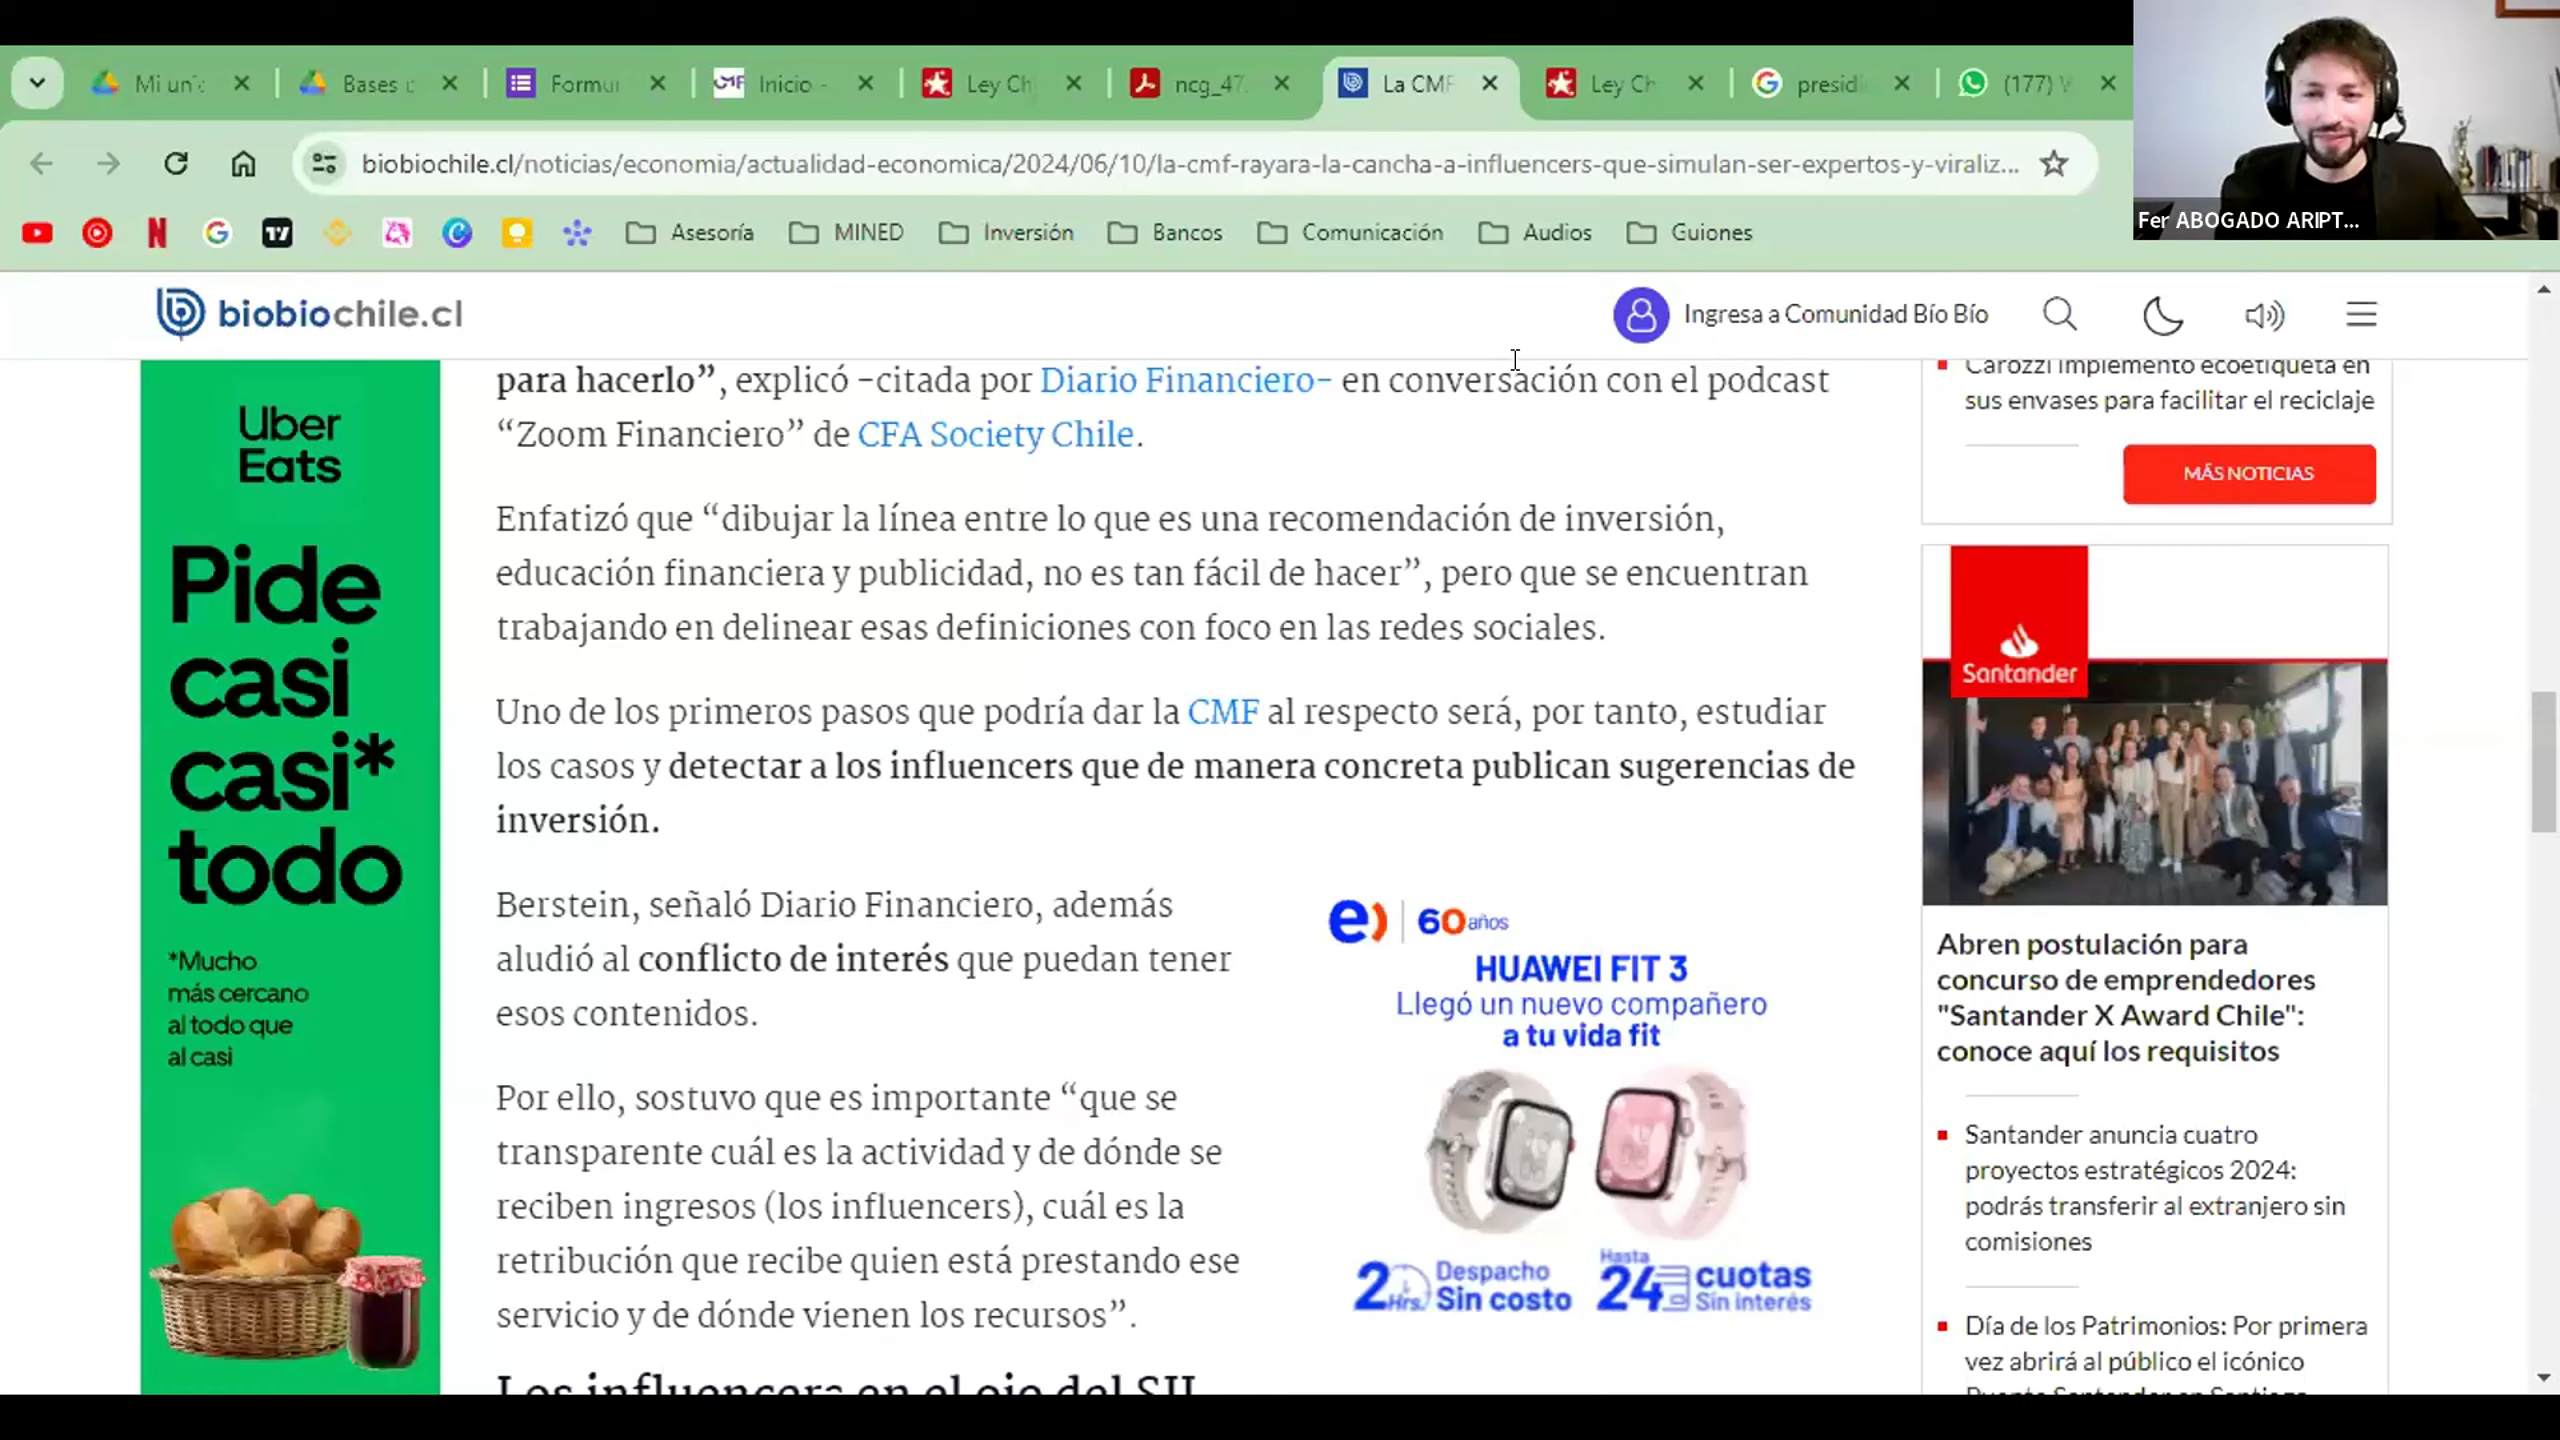 Mi uni
Bases
Formul
CMF
Inicio -
Ley Ch
ncg_47
La CMF
Ley Ch
presid
(177) W
biobiochile.cl/noticias/economia/actualidad-economica/2024/06/10/la-cmf-rayara-la-cancha-a-influencers-que-simulan-ser-expertos-y-viraliz...
Asesoría
MINED
Inversión
Bancos
Comunicación
Audios
Guiones
Fer ABOGADO ARIPT...
biobiochile.cl
Ingresa a Comunidad Bío Bío
Uber
Eats
Pide
casi
casi*
todo
*Mucho
más cercano
al todo que
al casi
para hacerlo”, explicó –citada por Diario Financiero– en conversación con el podcast
“Zoom Financiero” de CFA Society Chile.
Enfatizó que “dibujar la línea entre lo que es una recomendación de inversión,
educación financiera y publicidad, no es tan fácil de hacer”, pero que se encuentran
trabajando en delinear esas definiciones con foco en las redes sociales.
Uno de los primeros pasos que podría dar la CMF al respecto será, por tanto, estudiar
los casos y detectar a los influencers que de manera concreta publican sugerencias de
inversión.
Berstein, señaló Diario Financiero, además
aludió al conflicto de interés que puedan tener
esos contenidos.
Por ello, sostuvo que es importante “que se
transparente cuál es la actividad y de dónde se
reciben ingresos (los influencers), cuál es la
retribución que recibe quien está prestando ese
servicio y de dónde vienen los recursos”.
Los influencers en el ojo del SII
e) 60 años
HUAWEI FIT 3
Llegó un nuevo compañero
a tu vida fit
2Hrs. Despacho
Sin costo
Hasta
24 cuotas
Sin interés
Carozzi implementó ecoetiqueta en
sus envases para facilitar el reciclaje
MÁS NOTICIAS
Santander
Abren postulación para
concurso de emprendedores
"Santander X Award Chile":
conoce aquí los requisitos
Santander anuncia cuatro
proyectos estratégicos 2024:
podrás transferir al extranjero sin
comisiones
Día de los Patrimonios: Por primera
vez abrirá al público el icónico